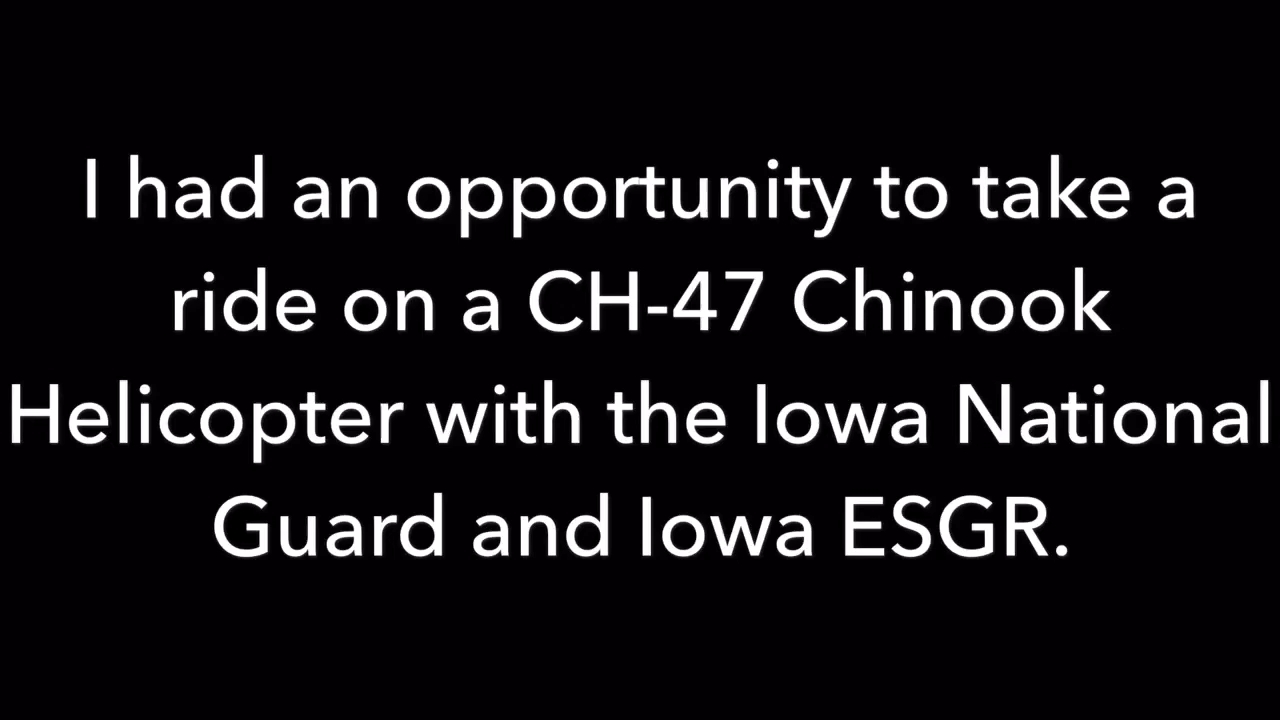 I had an opportunity to take a
ride on a CH-47 Chinook
Helicopter with the Iowa National
Guard and Iowa ESGR.